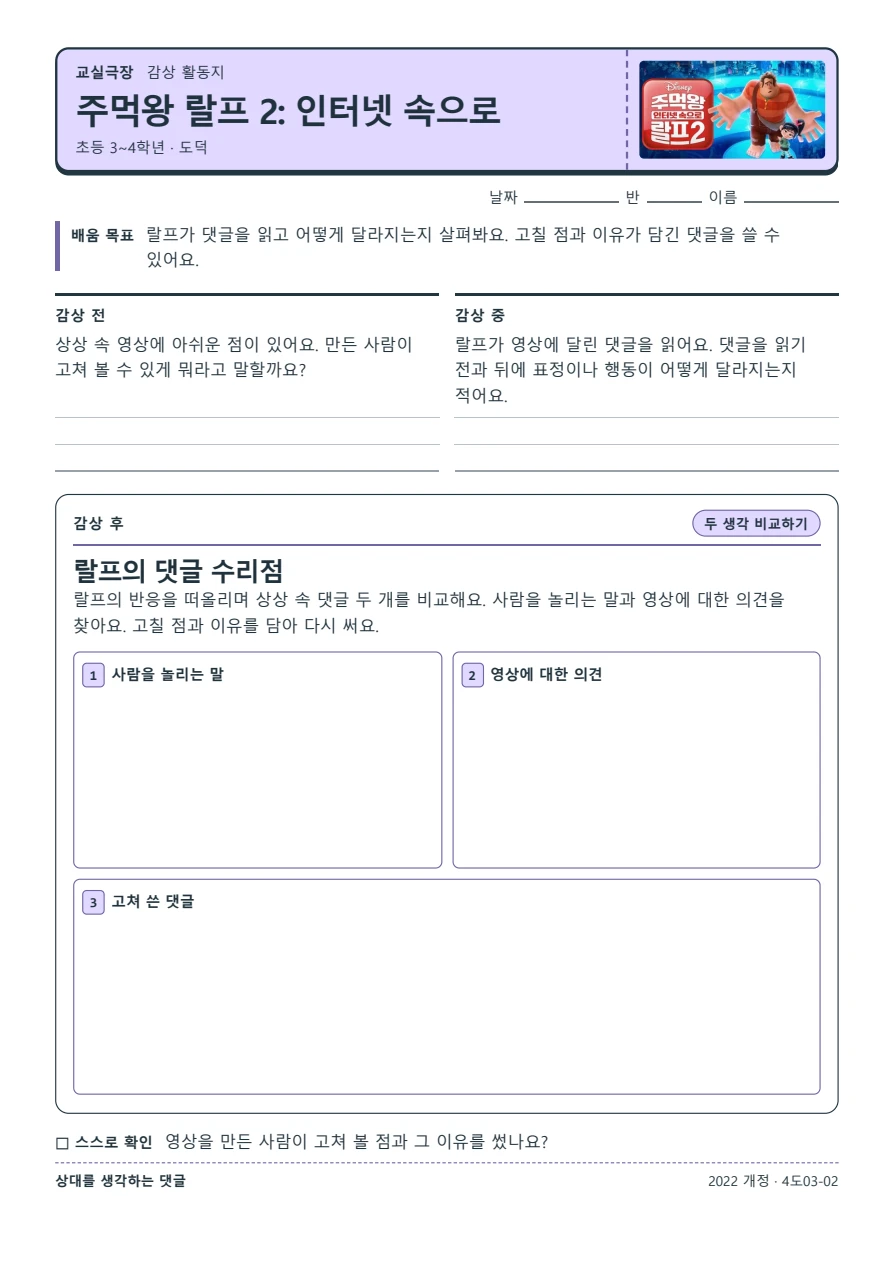 교실극장 감상 활동지
주먹왕 랄프 2: 인터넷 속으로
초등 3~4학년 · 도덕
Disney
주먹왕
인터넷 속으로
랄프2
날짜 반 이름
배움 목표 랄프가 댓글을 읽고 어떻게 달라지는지 살펴봐요. 고칠 점과 이유가 담긴 댓글을 쓸 수
있어요.
감상 전
상상 속 영상에 아쉬운 점이 있어요. 만든 사람이
고쳐 볼 수 있게 뭐라고 말할까요?
감상 중
랄프가 영상에 달린 댓글을 읽어요. 댓글을 읽기
전과 뒤에 표정이나 행동이 어떻게 달라지는지
적어요.
감상 후
두 생각 비교하기
랄프의 댓글 수리점
랄프의 반응을 떠올리며 상상 속 댓글 두 개를 비교해요. 사람을 놀리는 말과 영상에 대한 의견을
찾아요. 고칠 점과 이유를 담아 다시 써요.
1 사람을 놀리는 말
2 영상에 대한 의견
3 고쳐 쓴 댓글
□ 스스로 확인 영상을 만든 사람이 고쳐 볼 점과 그 이유를 썼나요?
상대를 생각하는 댓글
2022 개정 · 4도03-02